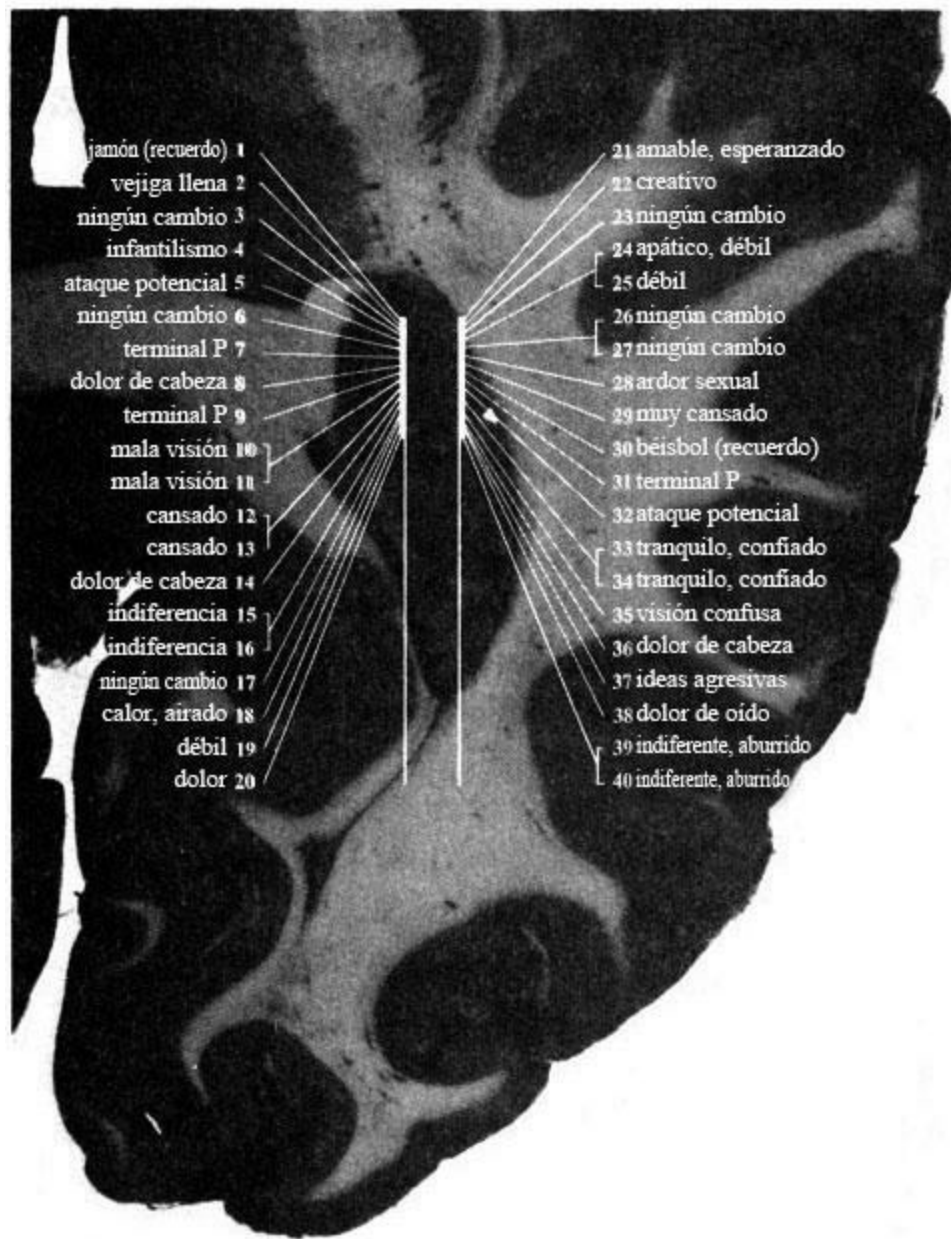 jamón (recuerdo) 1
vejiga llena 2
ningún cambio 3
infantilismo 4
ataque potencial 5
ningún cambio 6
terminal P 7
dolor de cabeza 8
terminal P 9
mala visión 10
mala visión 11
cansado 12
cansado 13
dolor de cabeza 14
indiferencia 15
indiferencia 16
ningún cambio 17
calor, airado 18
débil 19
dolor 20
21 amable, esperanzado
22 creativo
23 ningún cambio
24 apático, débil
25 débil
26 ningún cambio
27 ningún cambio
28 ardor sexual
29 muy cansado
30 béisbol (recuerdo)
31 terminal P
32 ataque potencial
33 tranquilo, confiado
34 tranquilo, confíado
35 visión confusa
36 dolor de cabeza
37 ideas agresivas
38 dolor de oído
39 indiferente, aburrido
40 indiferente, aburrido